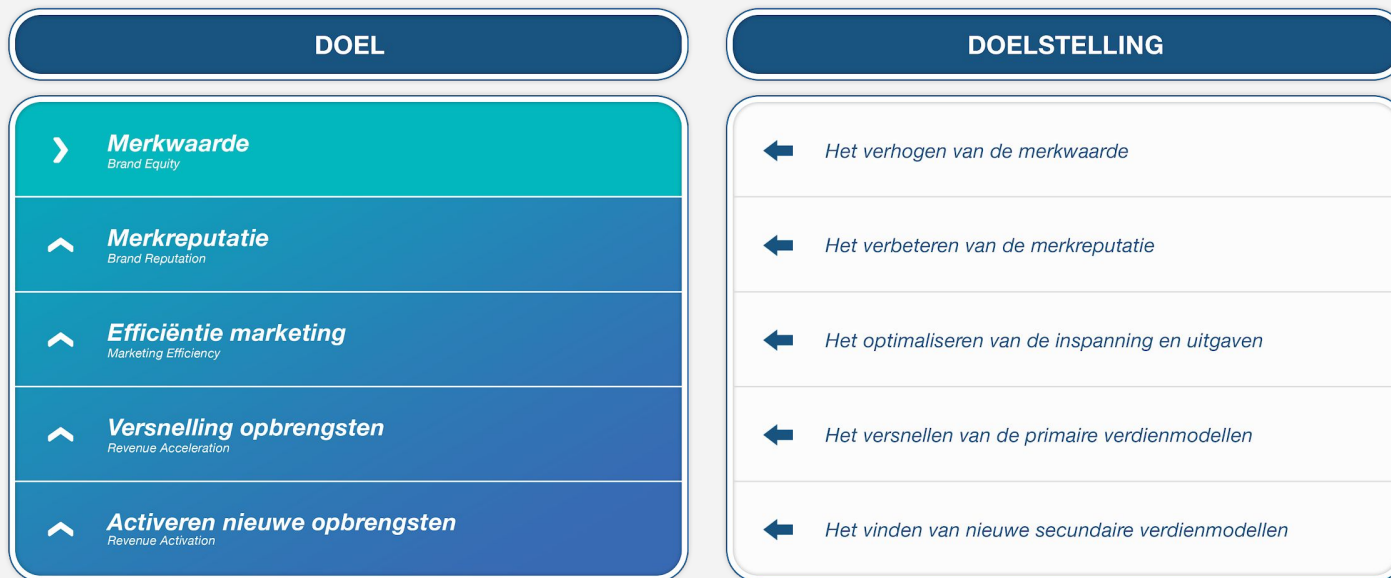 DOEL
DOELSTELLING
Merkwaarde
Brand Equity
Het verhogen van de merkwaarde
Merkreputatie
Brand Reputation
Het verbeteren van de merkreputatie
Efficiëntie marketing
Marketing Efficiency
Het optimaliseren van de inspanning en uitgaven
Versnelling opbrengsten
Revenue Acceleration
Het versnellen van de primaire verdienmodellen
Activeren nieuwe opbrengsten
Revenue Activation
Het vinden van nieuwe secundaire verdienmodellen